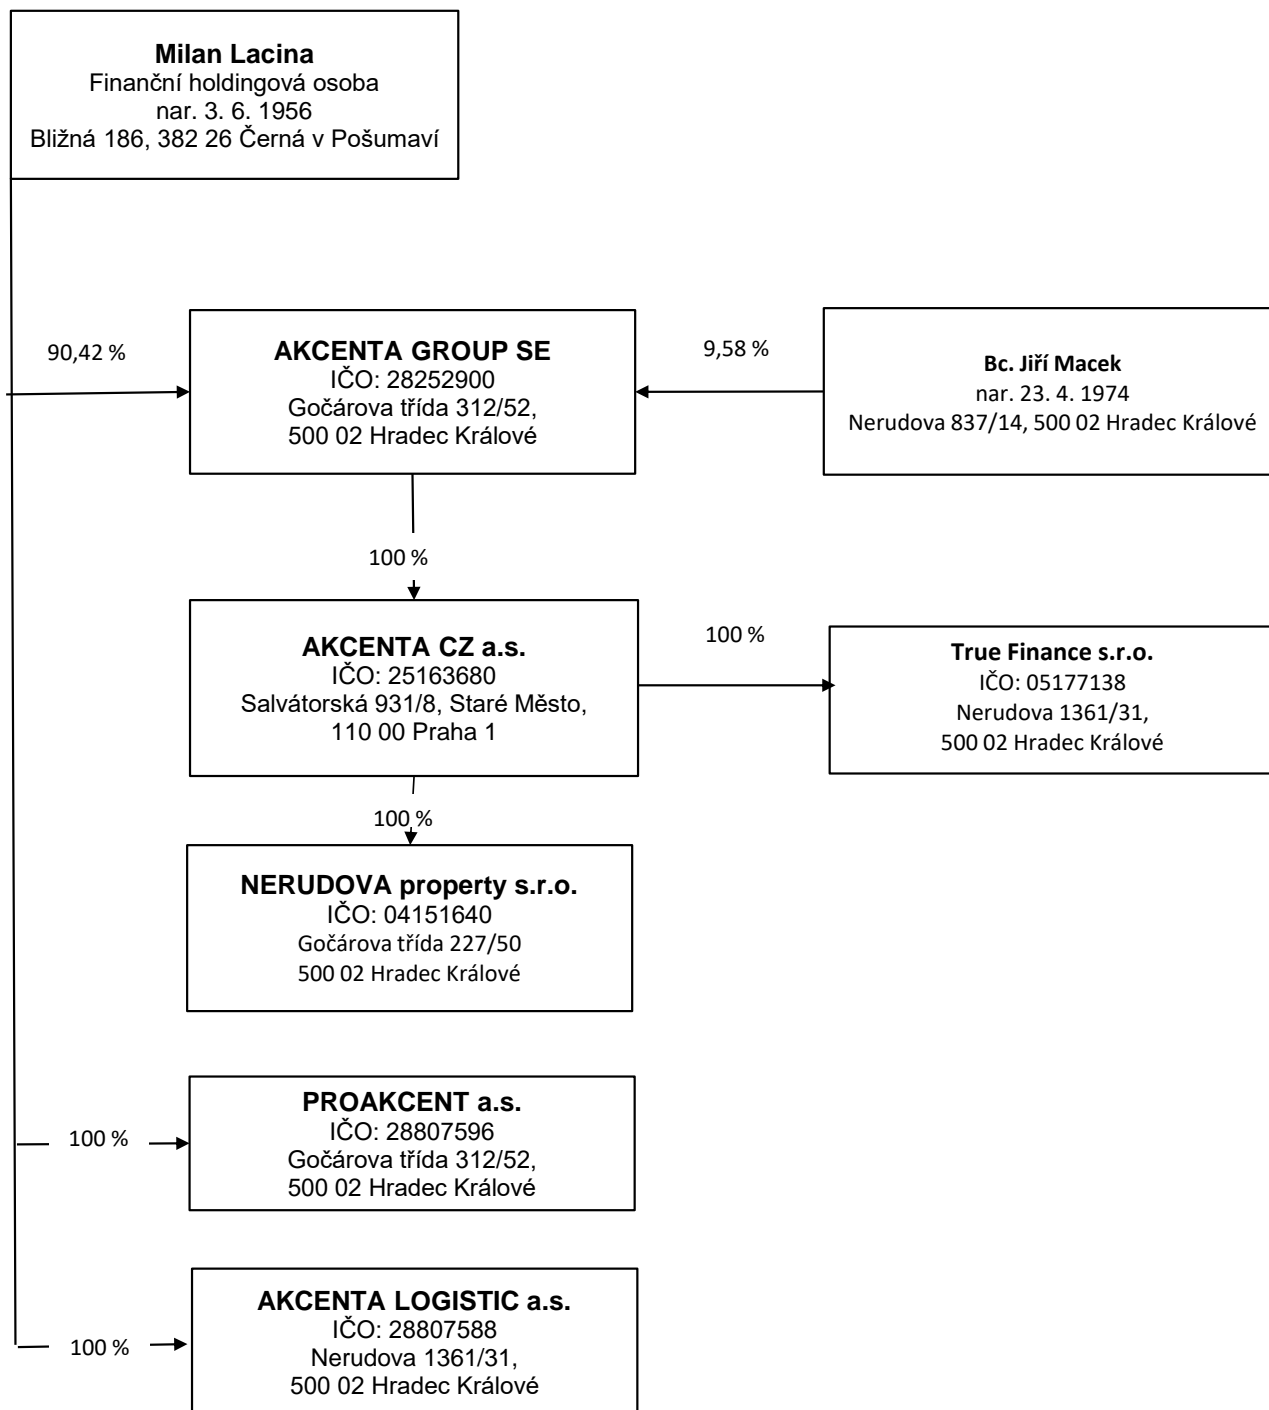 Milan Lacina
Finanční holdingová osoba
nar. 3. 6. 1956
Bližná 186, 382 26 Černá v Pošumaví
90,42 %
AKCENTA GROUP SE
IČO: 28252900
Gočárova třída 312/52,
500 02 Hradec Králové
9,58 %
Bc. Jiří Macek
nar. 23. 4. 1974
Nerudova 837/14, 500 02 Hradec Králové
100 %
AKCENTA CZ a.s.
IČO: 25163680
Salvátorská 931/8, Staré Město,
110 00 Praha 1
100 %
True Finance s.r.o.
IČO: 05177138
Nerudova 1361/31,
500 02 Hradec Králové
100 %
NERUDOVA property s.r.o.
IČO: 04151640
Gočárova třída 227/50
500 02 Hradec Králové
100 %
PROAKCENT a.s.
IČO: 28807596
Gočárova třída 312/52,
500 02 Hradec Králové
100 %
AKCENTA LOGISTIC a.s.
IČO: 28807588
Nerudova 1361/31,
500 02 Hradec Králové